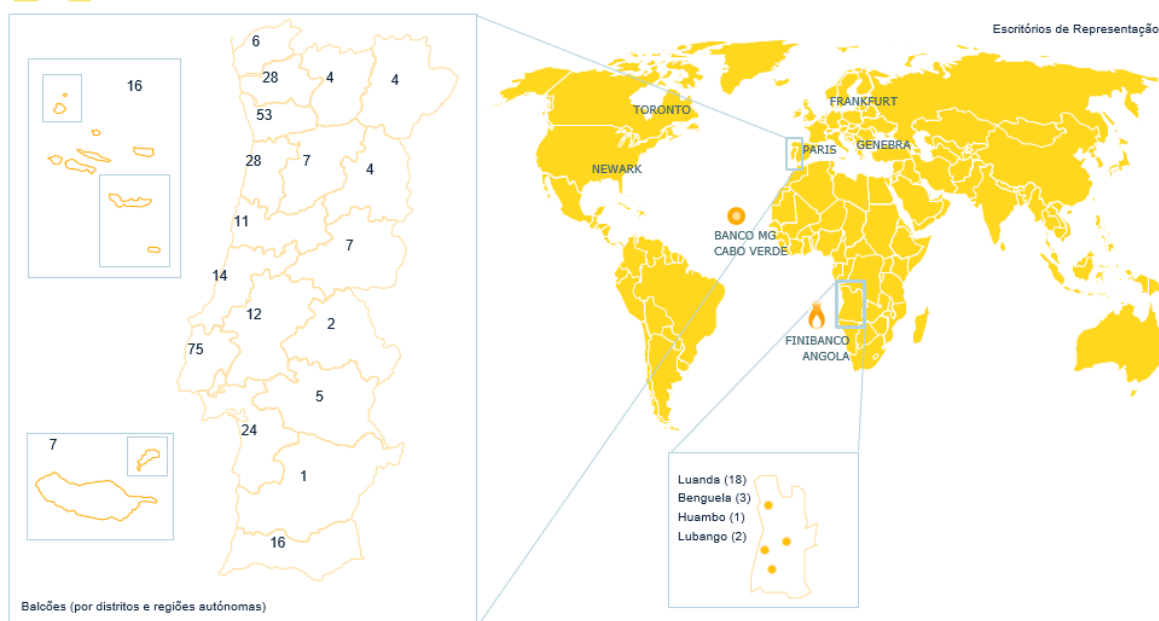 Escritórios de Representação
6
28
4
4
16
53
28
7
4
11
7
14
12
2
75
5
24
7
1
16
Balcões (por distritos e regiões autónomas)
TORONTO
FRANKFURT
PARIS
GENEBRA
NEWARK
BANCO MG
CABO VERDE
FINIBANCO
ANGOLA
Luanda (18)
Benguela (3)
Huambo (1)
Lubango (2)